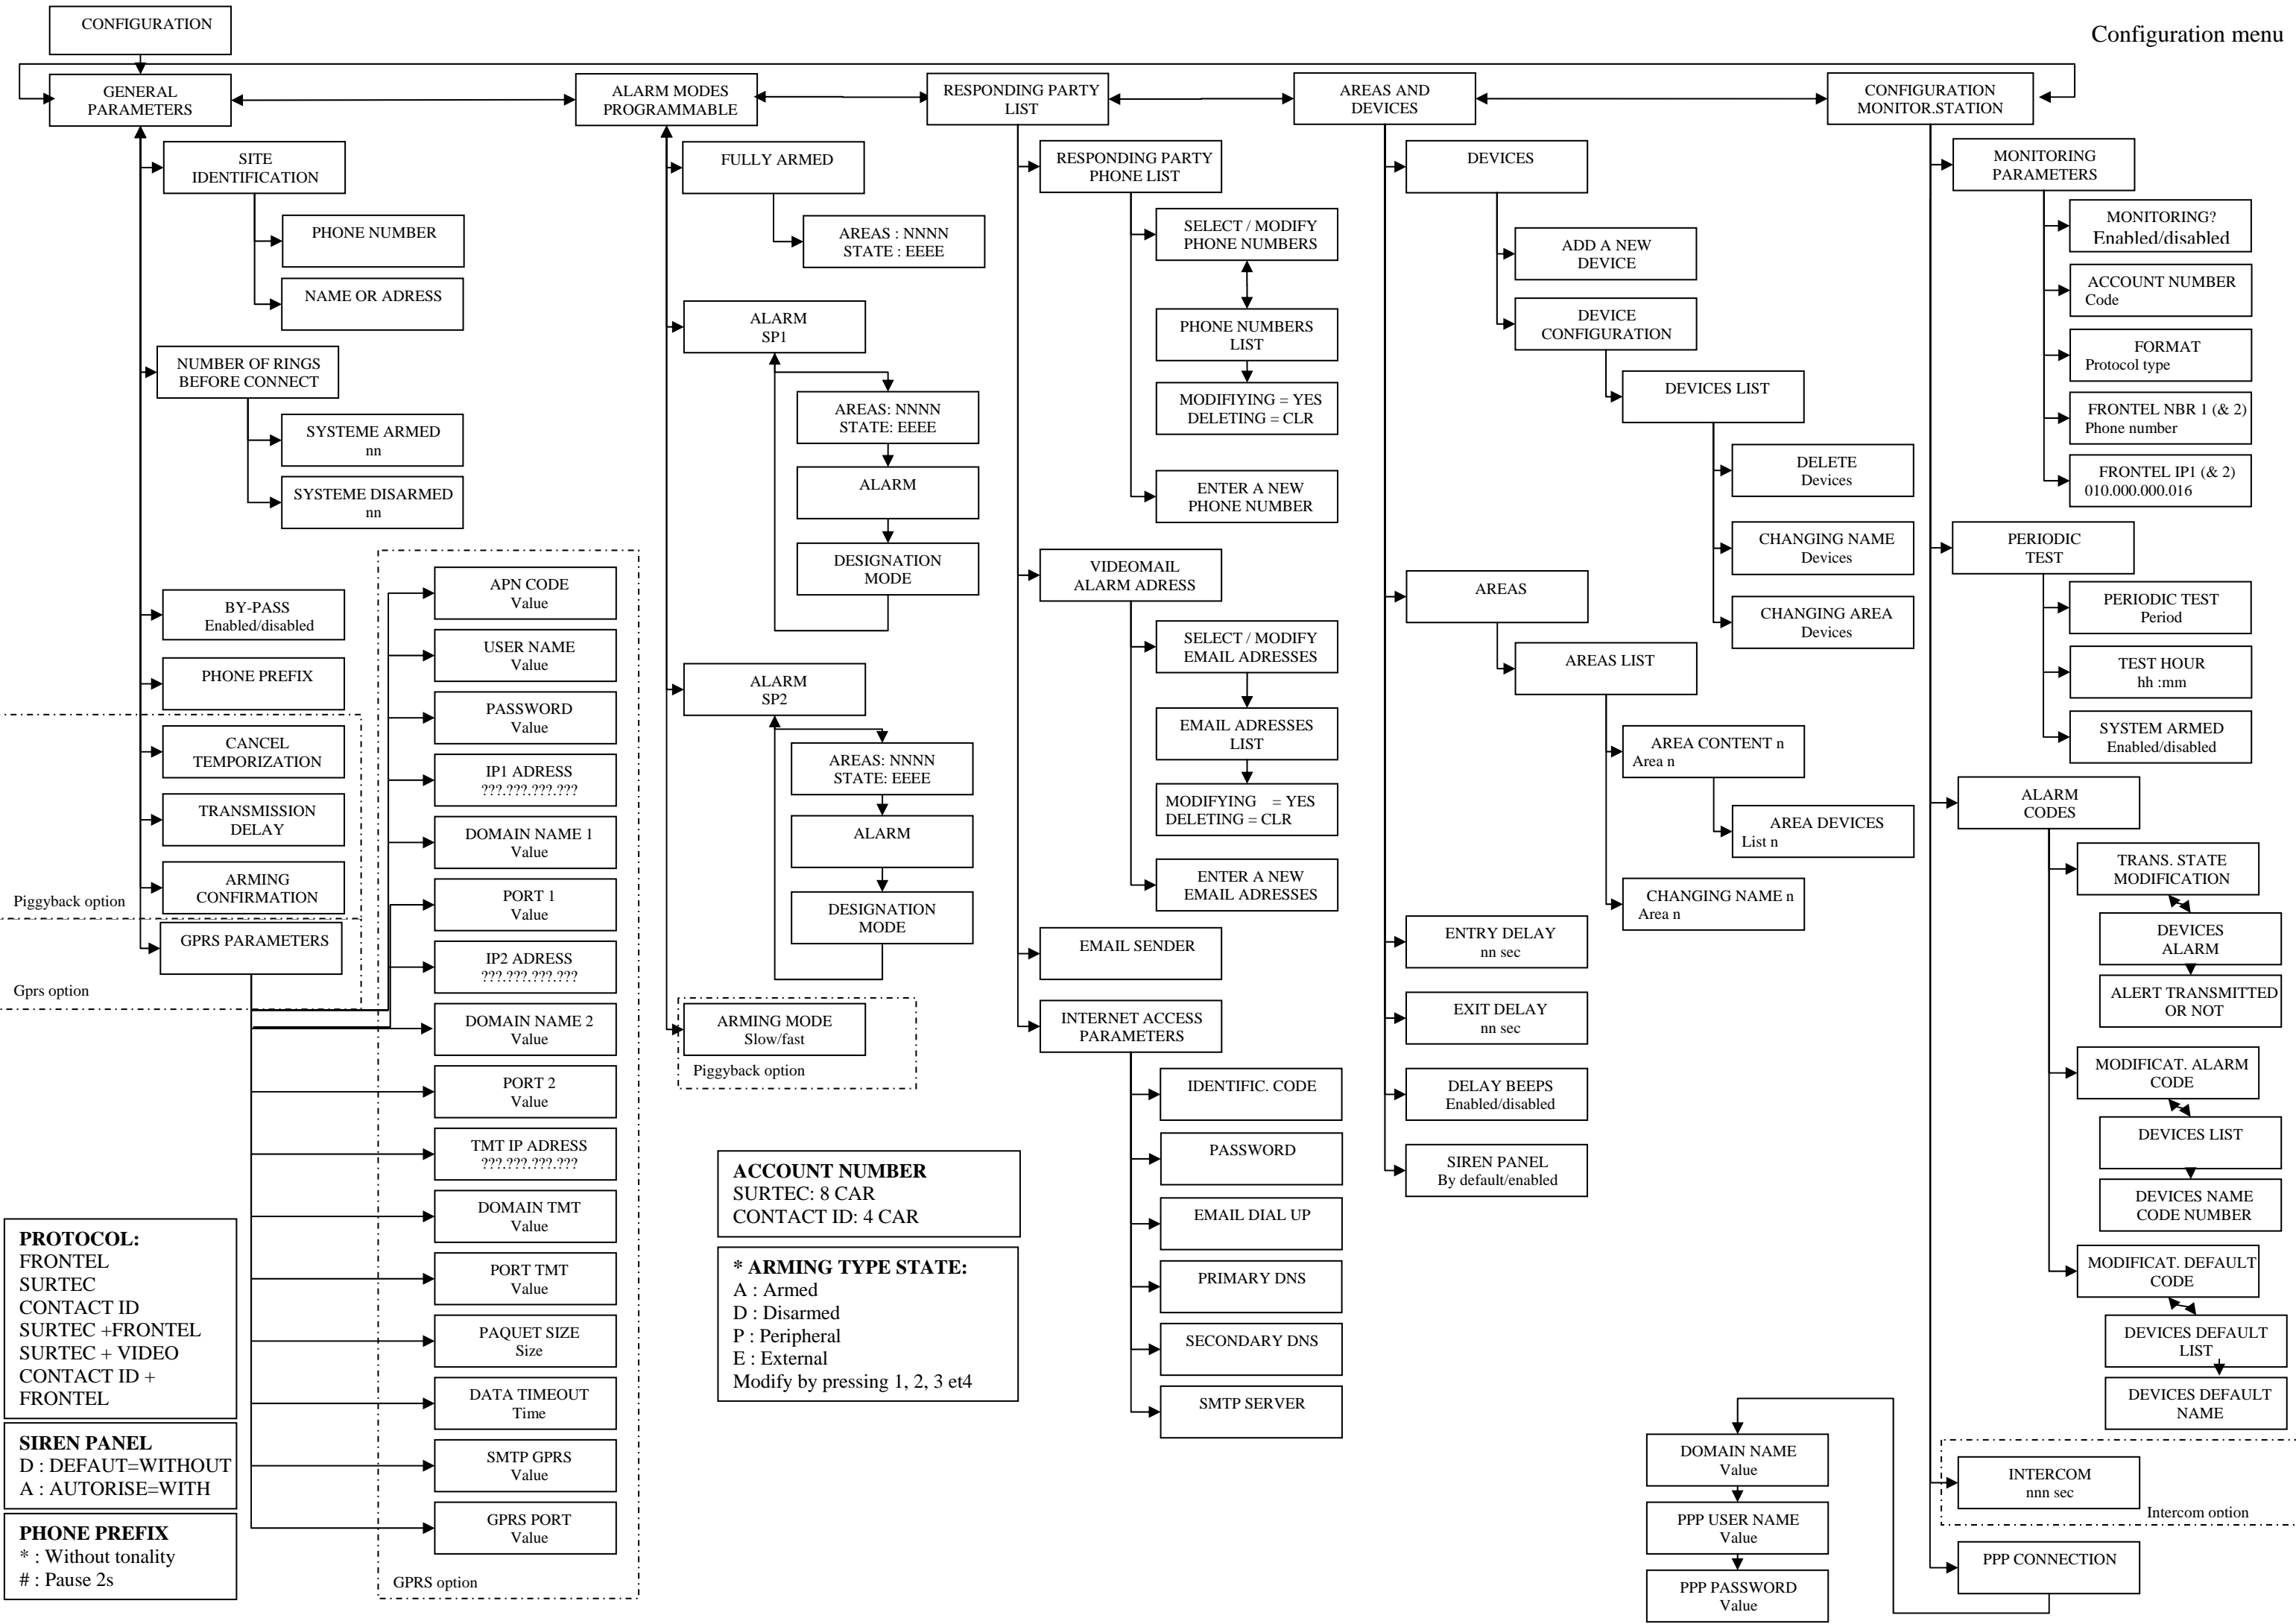 Configuration menu
CONFIGURATION
GENERAL
PARAMETERS
SITE
IDENTIFICATION
PHONE NUMBER
NAME OR ADRESS
NUMBER OF RINGS
BEFORE CONNECT
SYSTEME ARMED
nn
SYSTEME DISARMED
nn
BY-PASS
Enabled/disabled
PHONE PREFIX
CANCEL
TEMPORIZATION
TRANSMISSION
DELAY
ARMING
CONFIRMATION
Piggyback option
GPRS PARAMETERS
Gprs option
APN CODE
Value
USER NAME
Value
PASSWORD
Value
IP1 ADRESS
???.???.???.???
DOMAIN NAME 1
Value
PORT 1
Value
IP2 ADRESS
???.???.???.???
DOMAIN NAME 2
Value
PORT 2
Value
TMT IP ADRESS
???.???.???.???
DOMAIN TMT
Value
PORT TMT
Value
PAQUET SIZE
Size
DATA TIMEOUT
Time
SMTP GPRS
Value
GPRS PORT
Value
GPRS option
PROTOCOL:
FRONTEL
SURTEC
CONTACT ID
SURTEC +FRONTEL
SURTEC + VIDEO
CONTACT ID +
FRONTEL
SIREN PANEL
D : DEFAUT=WITHOUT
A : AUTORISE=WITH
PHONE PREFIX
* : Without tonality
# : Pause 2s
ALARM MODES
PROGRAMMABLE
FULLY ARMED
AREAS : NNNN
STATE : EEEE
ALARM
SP1
AREAS: NNNN
STATE: EEEE
ALARM
DESIGNATION
MODE
ALARM
SP2
AREAS: NNNN
STATE: EEEE
ALARM
DESIGNATION
MODE
ARMING MODE
Slow/fast
Piggyback option
ACCOUNT NUMBER
SURTEC: 8 CAR
CONTACT ID: 4 CAR
* ARMING TYPE STATE:
A : Armed
D : Disarmed
P : Peripheral
E : External
Modify by pressing 1, 2, 3 et4
RESPONDING PARTY
LIST
RESPONDING PARTY
PHONE LIST
SELECT / MODIFY
PHONE NUMBERS
PHONE NUMBERS
LIST
MODIFIYING = YES
DELETING = CLR
ENTER A NEW
PHONE NUMBER
VIDEOMAIL
ALARM ADRESS
SELECT / MODIFY
EMAIL ADRESSES
EMAIL ADRESSES
LIST
MODIFYING = YES
DELETING = CLR
ENTER A NEW
EMAIL ADRESSES
EMAIL SENDER
INTERNET ACCESS
PARAMETERS
IDENTIFIC. CODE
PASSWORD
EMAIL DIAL UP
PRIMARY DNS
SECONDARY DNS
SMTP SERVER
AREAS AND
DEVICES
DEVICES
ADD A NEW
DEVICE
DEVICE
CONFIGURATION
DEVICES LIST
DELETE
Devices
CHANGING NAME
Devices
CHANGING AREA
Devices
AREAS
AREAS LIST
AREA CONTENT n
Area n
AREA DEVICES
List n
CHANGING NAME n
Area n
ENTRY DELAY
nn sec
EXIT DELAY
nn sec
DELAY BEEPS
Enabled/disabled
SIREN PANEL
By default/enabled
CONFIGURATION
MONITOR.STATION
MONITORING
PARAMETERS
MONITORING?
Enabled/disabled
ACCOUNT NUMBER
Code
FORMAT
Protocol type
FRONTEL NBR 1 (& 2)
Phone number
FRONTEL IP1 (& 2)
010.000.000.016
PERIODIC
TEST
PERIODIC TEST
Period
TEST HOUR
hh :mm
SYSTEM ARMED
Enabled/disabled
ALARM
CODES
TRANS. STATE
MODIFICATION
DEVICES
ALARM
ALERT TRANSMITTED
OR NOT
MODIFICAT. ALARM
CODE
DEVICES LIST
DEVICES NAME
CODE NUMBER
MODIFICAT. DEFAULT
CODE
DEVICES DEFAULT
LIST
DEVICES DEFAULT
NAME
INTERCOM
nnn sec
Intercom option
PPP CONNECTION
DOMAIN NAME
Value
PPP USER NAME
Value
PPP PASSWORD
Value